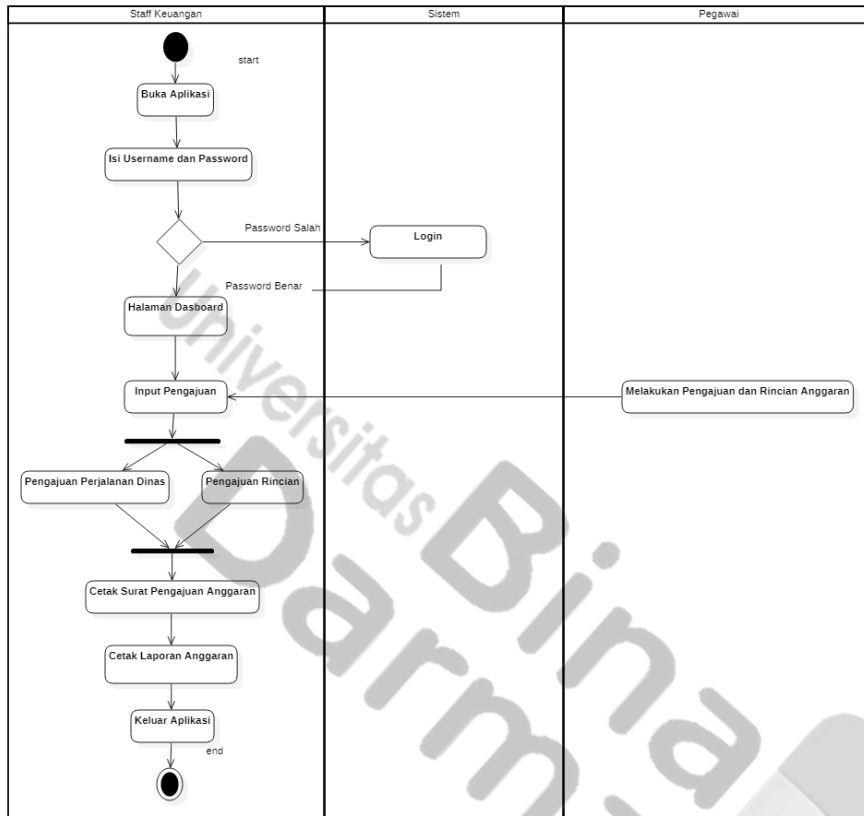 Staff Keuangan
Sistem
Pegawai
start
Buka Aplikasi
Isi Username dan Password
Password Salah
Login
Password Benar
Halaman Dasboard
Input Pengajuan
Melakukan Pengajuan dan Rincian Anggaran
Pengajuan Perjalanan Dinas
Pengajuan Rincian
Cetak Surat Pengajuan Anggaran
Cetak Laporan Anggaran
Keluar Aplikasi
end
Universitas
Bina
Darma